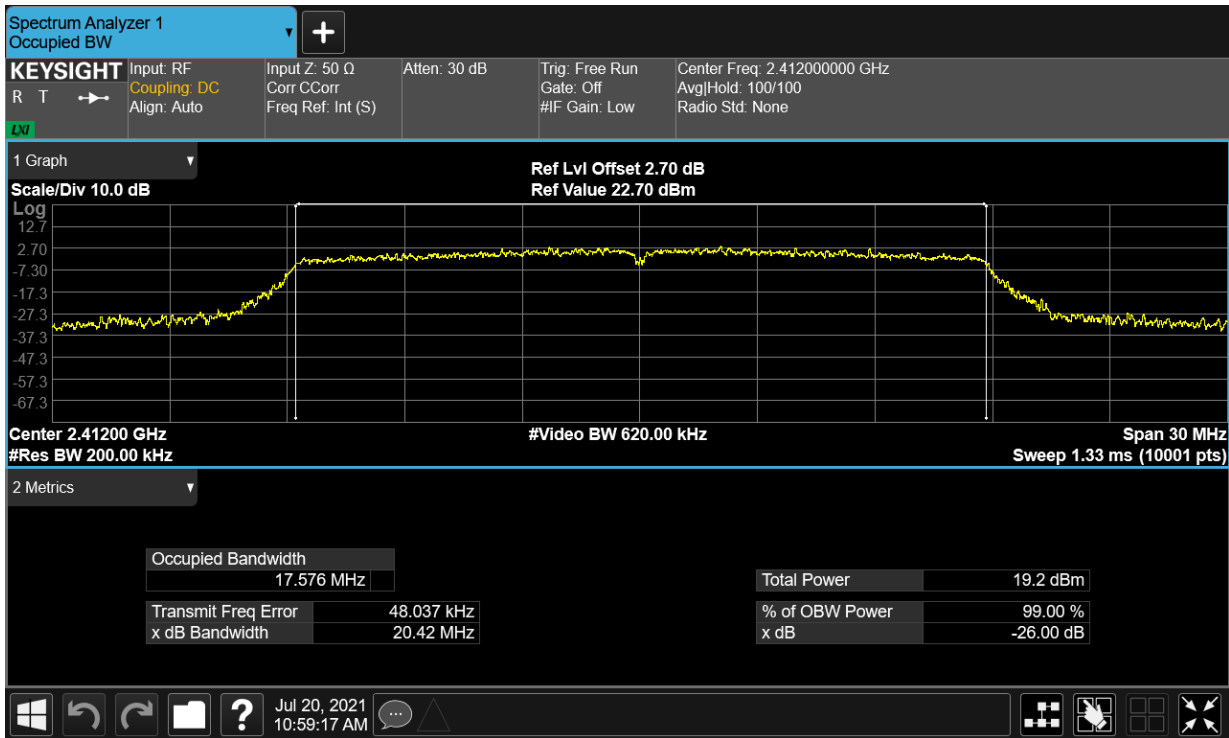 Spectrum Analyzer 1
Occupied BW
KEYSIGHT
R T
LXI
Input: RF
Coupling: DC
Align: Auto
Input Z: 50 Ω
Corr CCorr
Freq Ref: Int (S)
Atten: 30 dB
Trig: Free Run
Gate: Off
#IF Gain: Low
Center Freq: 2.412000000 GHz
Avg|Hold: 100/100
Radio Std: None
1 Graph
Scale/Div 10.0 dB
Ref Lvl Offset 2.70 dB
Ref Value 22.70 dBm
Log
12.7
2.70
-7.30
-17.3
-27.3
-37.3
-47.3
-57.3
-67.3
Center 2.41200 GHz
#Res BW 200.00 kHz
#Video BW 620.00 kHz
Span 30 MHz
Sweep 1.33 ms (10001 pts)
2 Metrics
Occupied Bandwidth
17.576 MHz
Transmit Freq Error 48.037 kHz
x dB Bandwidth 20.42 MHz
Total Power 19.2 dBm
% of OBW Power 99.00 %
x dB -26.00 dB
?
Jul 20, 2021
10:59:17 AM